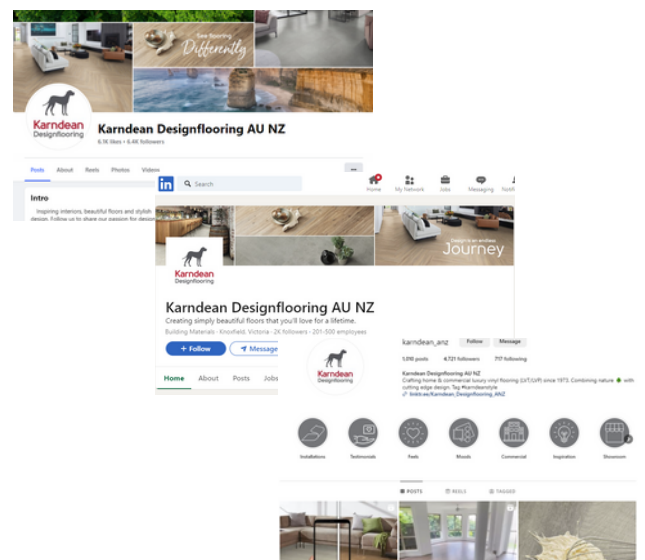 See flooring
Differently
Karndean
Designflooring
Karndean Designflooring AU NZ
6.1K likes • 6.4K followers
Posts About Reels Photos Videos
Intro
Inspiring interiors, beautiful floors and stylish
design. Follow us to share our passion for design
in Search
Home My Network Jobs Messaging Notifi
Design is an endless
Journey
Karndean
Designflooring
Karndean Designflooring AU NZ
Creating simply beautiful floors that you'll love for a lifetime.
Building Materials · Knoxfield, Victoria · 2K followers · 201-500 employees
+ Follow Message
Home About Posts Jobs
karndean_anz Follow Message
1,010 posts 4,721 followers 717 following
Karndean
Designflooring
Karndean Designflooring AU NZ
Crafting home & commercial luxury vinyl flooring (LVT/LVP) since 1973. Combining nature with
cutting edge design. Tag #karndeanstyle
linktr.ee/Karndean_Designflooring_ANZ
Installations Testimonials Feels Moods Commercial Inspiration Showroom
POSTS REELS TAGGED